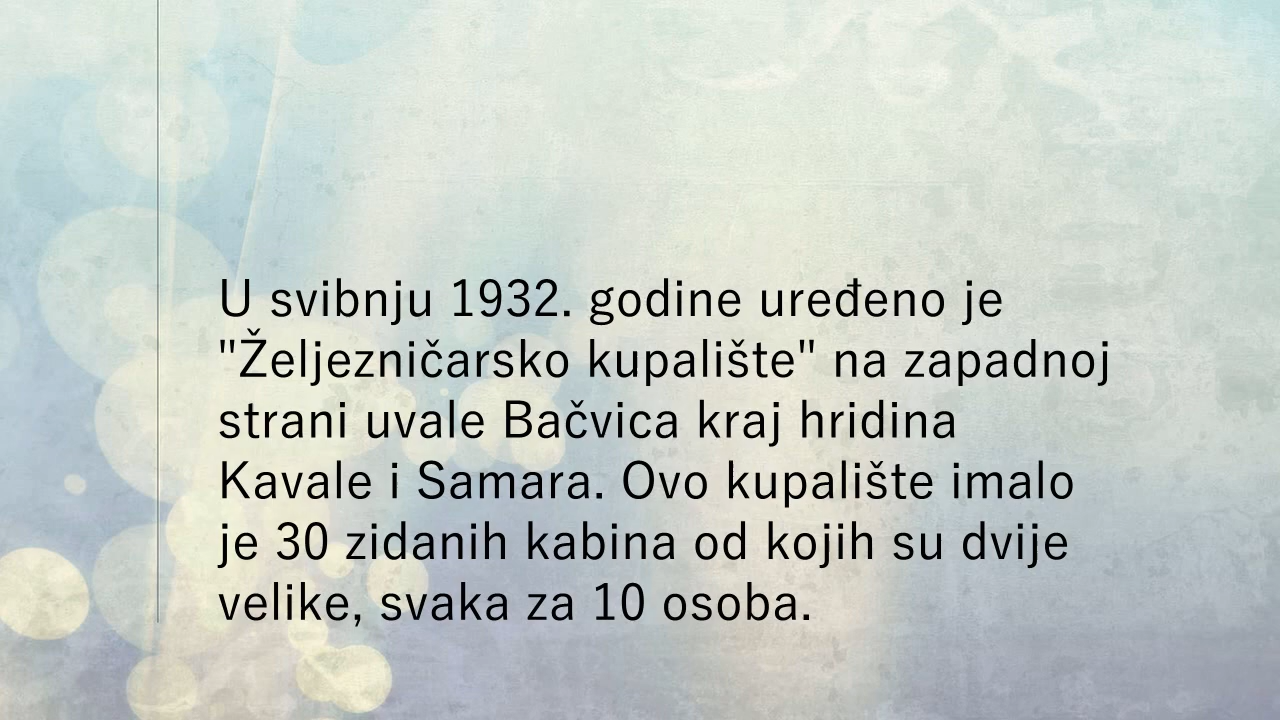 U svibnju 1932. godine uređeno je
"Željezničarsko kupalište" na zapadnoj
strani uvale Bačvica kraj hridina
Kavale i Samara. Ovo kupalište imalo
je 30 zidanih kabina od kojih su dvije
velike, svaka za 10 osoba.